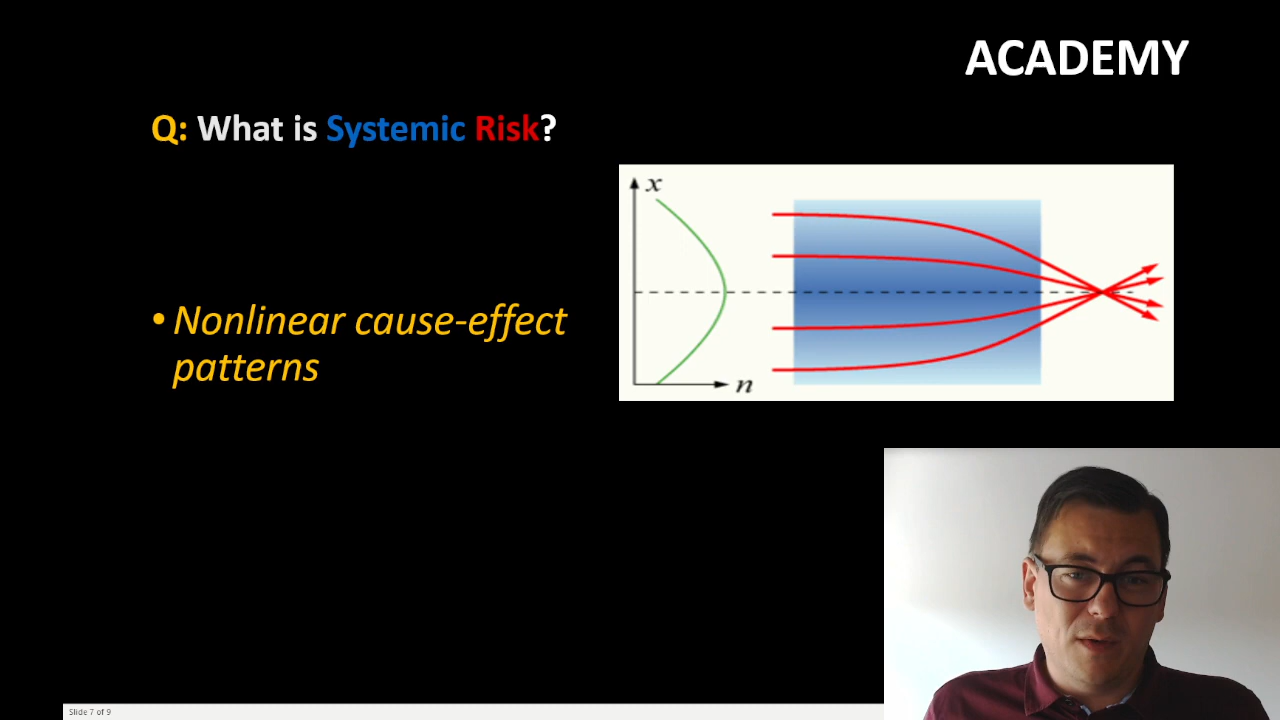 ACADEMY
Q: What is Systemic Risk?
x
• Nonlinear cause-effect
patterns
n
Slide 7 of 9